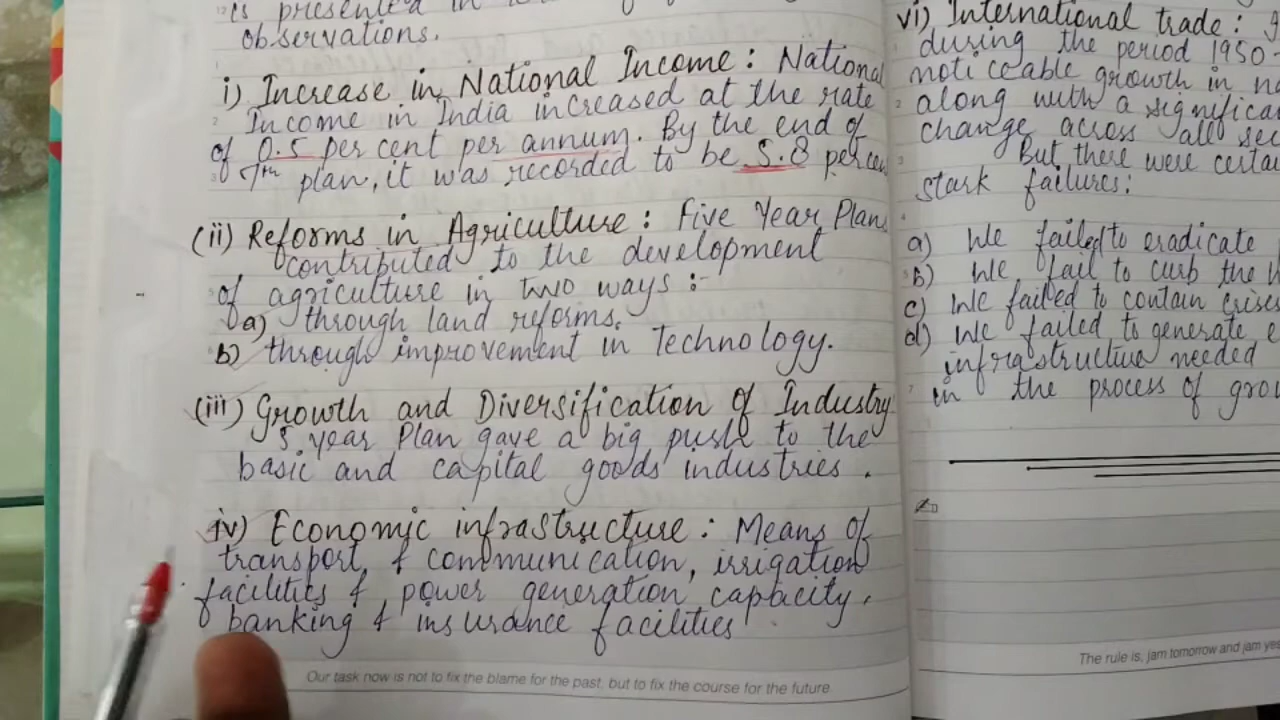 is presented in
observations.
i) Increase in National Income: National
Income in India increased at the rate
of 0.5 per cent per annum. By the end of
7th plan, it was recorded to be 5.8 percen
(ii) Reforms in Agriculture: Five Year Plans
contributed to the development
of agriculture in two ways :-
a) through land reforms.
b) through improvement in Technology.
(iii) Growth and Diversification of Industry
5 year Plan gave a big push to the
basic and capital goods industries.
iv) Economic infrastructure: Means of
transport, & communication, irrigation
facilities & power generation capacity,
banking & insurance facilities
Our task now is not to fix the blame for the past, but to fix the course for the future
vi) International trade:
during the period 1950
noticeable growth in
along with a significa
change across all sec
But there were certa
stark failures:
a) We failed to eradicate
b) We fail to curb the
c) We failed to contain crises
d) We failed to generate e
infrastructure needed
in the process of grow
The rule is, jam tomorrow and jam yes